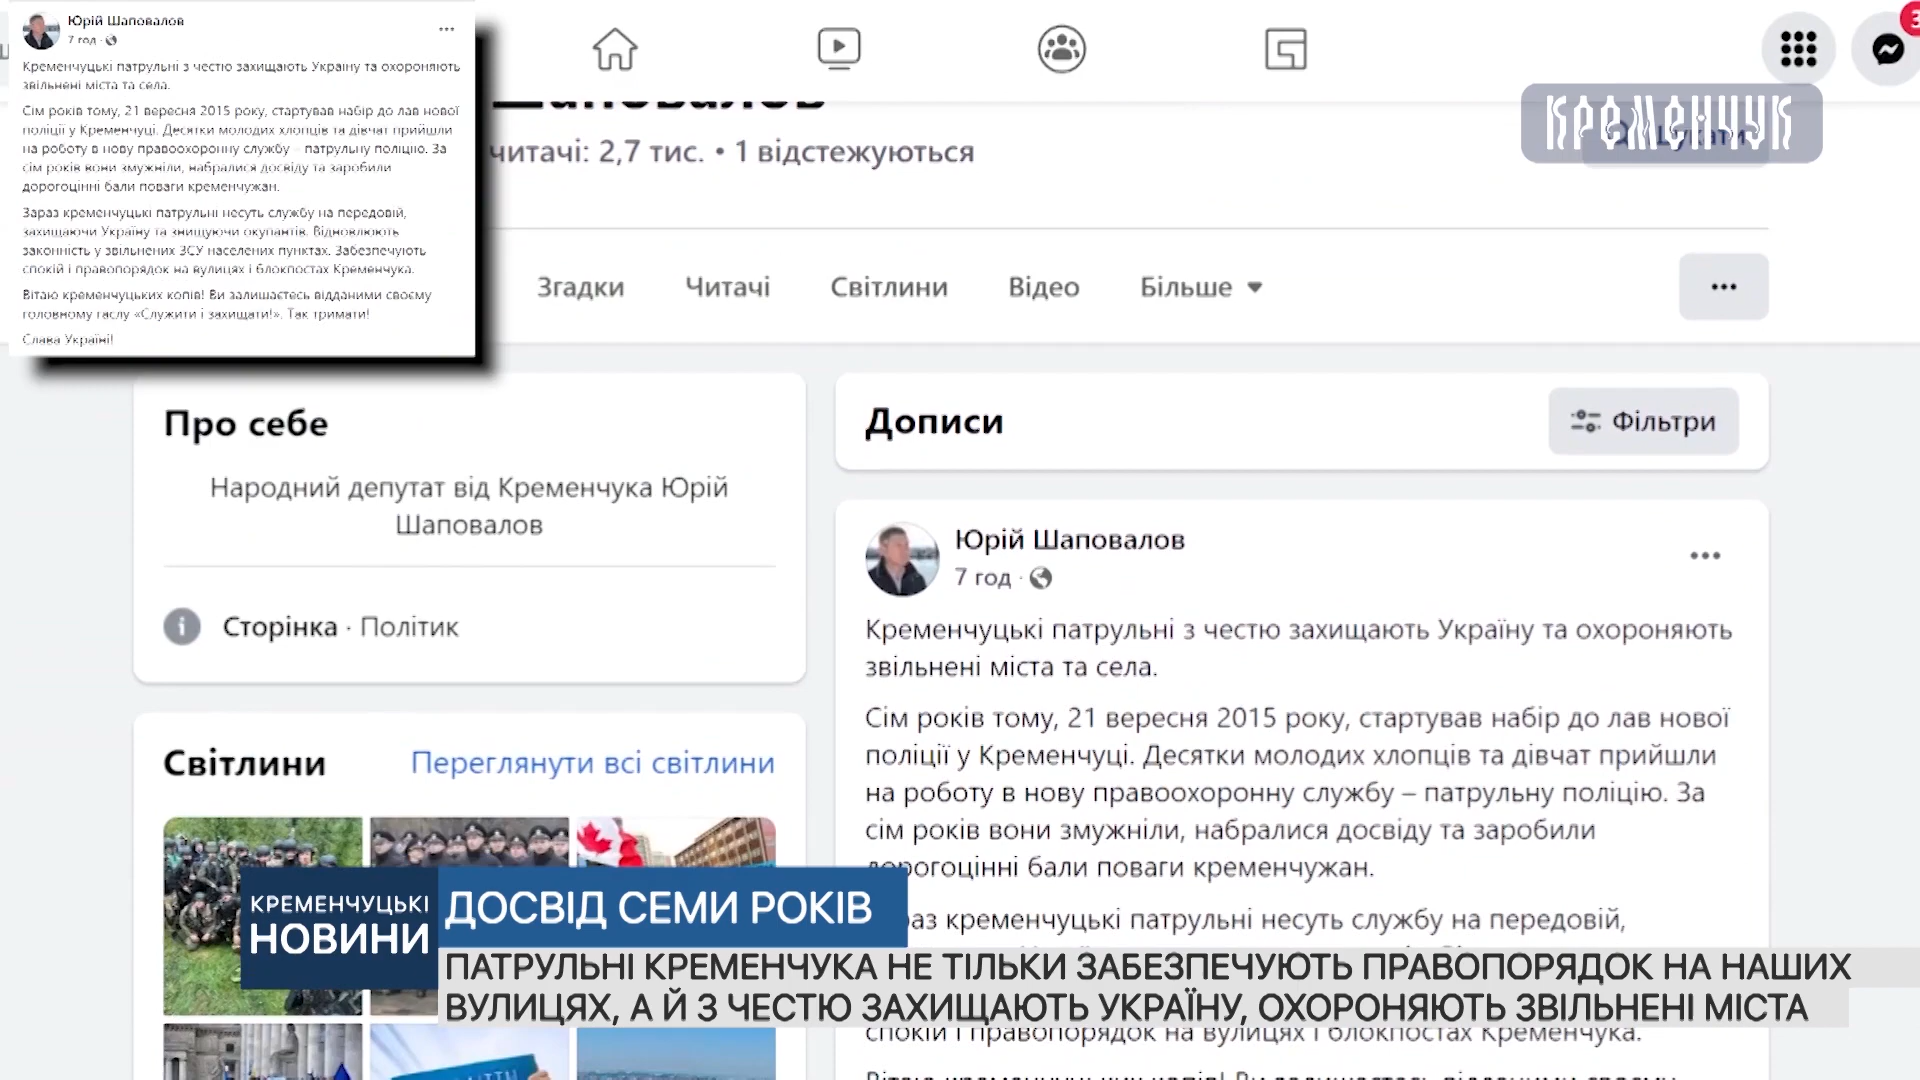 Юрій Шаповалов
7 год
Кременчуцькі патрульні з честю захищають Україну та охороняють
звільнені міста та села.
Сім років тому, 21 вересня 2015 року, стартував набір до лав нової
поліції у Кременчуці. Десятки молодих хлопців та дівчат прийшли
на роботу в нову правоохоронну службу – патрульну поліцію. За
сім років вони змужніли, набралися досвіду та заробили
дорогоцінні бали поваги кременчужан.
Зараз кременчуцькі патрульні несуть службу на передовій,
захищаючи Україну та знищуючи окупантів. Відновлюють
законність у звільнених ЗСУ населених пунктах. Забезпечують
спокій і правопорядок на вулицях і блокпостах Кременчука.
Вітаю кременчуцьких копів! Ви залишаєтесь відданими своєму
головному гаслу «Служити і захищати!». Так тримати!
Слава Україні!
3
КРЕМЕНЧУК
Шаповалов
читачі: 2,7 тис. • 1 відстежуються
Згадки
Читачі
Світлини
Відео
Більше
Про себе
Народний депутат від Кременчука Юрій
Шаповалов
Сторінка · Політик
Світлини
Переглянути всі світлини
Дописи
Фільтри
Юрій Шаповалов
7 год
Кременчуцькі патрульні з честю захищають Україну та охороняють
звільнені міста та села.
Сім років тому, 21 вересня 2015 року, стартував набір до лав нової
поліції у Кременчуці. Десятки молодих хлопців та дівчат прийшли
на роботу в нову правоохоронну службу – патрульну поліцію. За
сім років вони змужніли, набралися досвіду та заробили
дорогоцінні бали поваги кременчужан.
кременчуцькі патрульні несуть службу на передовій,
спокій і правопорядок на вулицях і блокпостах Кременчука.
КРЕМЕНЧУЦЬКІ
НОВИНИ
ДОСВІД СЕМИ РОКІВ
ПАТРУЛЬНІ КРЕМЕНЧУКА НЕ ТІЛЬКИ ЗАБЕЗПЕЧУЮТЬ ПРАВОПОРЯДОК НА НАШИХ
ВУЛИЦЯХ, А Й З ЧЕСТЮ ЗАХИЩАЮТЬ УКРАЇНУ, ОХОРОНЯЮТЬ ЗВІЛЬНЕНІ МІСТА